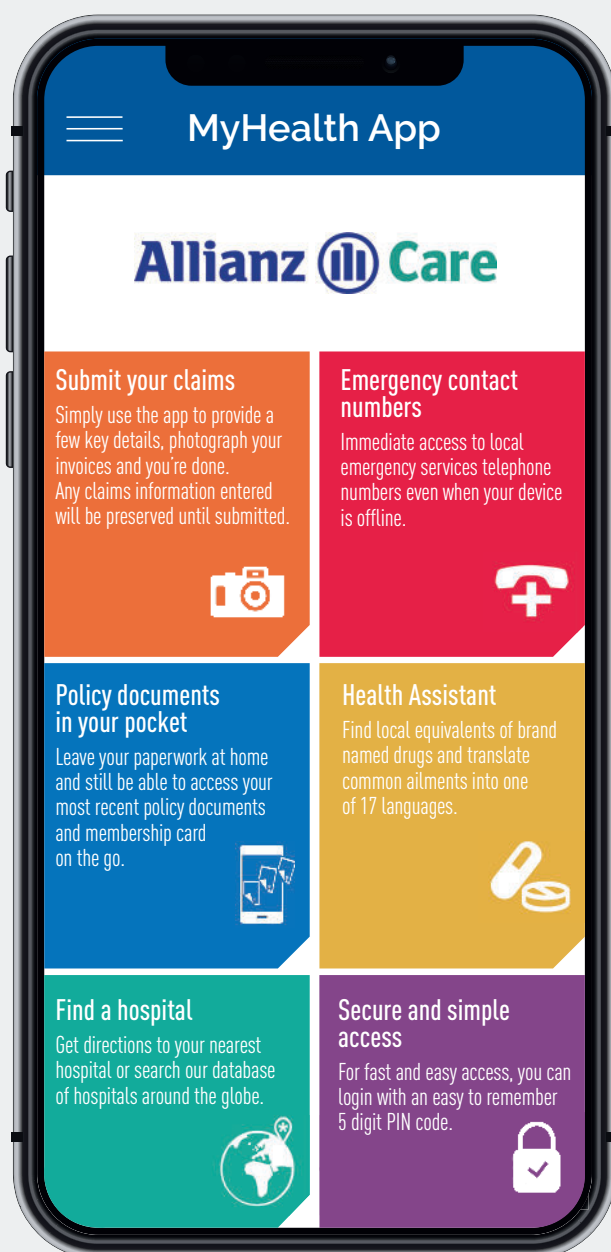 MyHealth App
Allianz Care
Submit your claims
Simply use the app to provide a
few key details, photograph your
invoices and you're done.
Any claims information entered
will be preserved until submitted.
Emergency contact
numbers
Immediate access to local
emergency services telephone
numbers even when your device
is offline.
Policy documents
in your pocket
Leave your paperwork at home
and still be able to access your
most recent policy documents
and membership card
on the go.
Health Assistant
Find local equivalents of brand
named drugs and translate
common ailments into one
of 17 languages.
Find a hospital
Get directions to your nearest
hospital or search our database
of hospitals around the globe.
Secure and simple
access
For fast and easy access, you can
login with an easy to remember
5 digit PIN code.